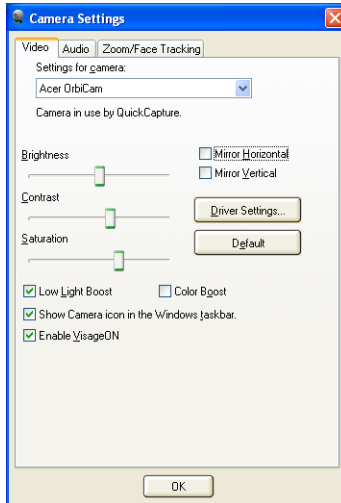 Camera Settings
Video Audio Zoom/Face Tracking
Settings for camera:
Acer OrbiCam
Camera in use by QuickCapture.
Brightness
Mirror Horizontal
Mirror Vertical
Contrast
Driver Settings...
Saturation
Default
Low Light Boost Color Boost
Show Camera icon in the Windows taskbar.
Enable VisageON
OK